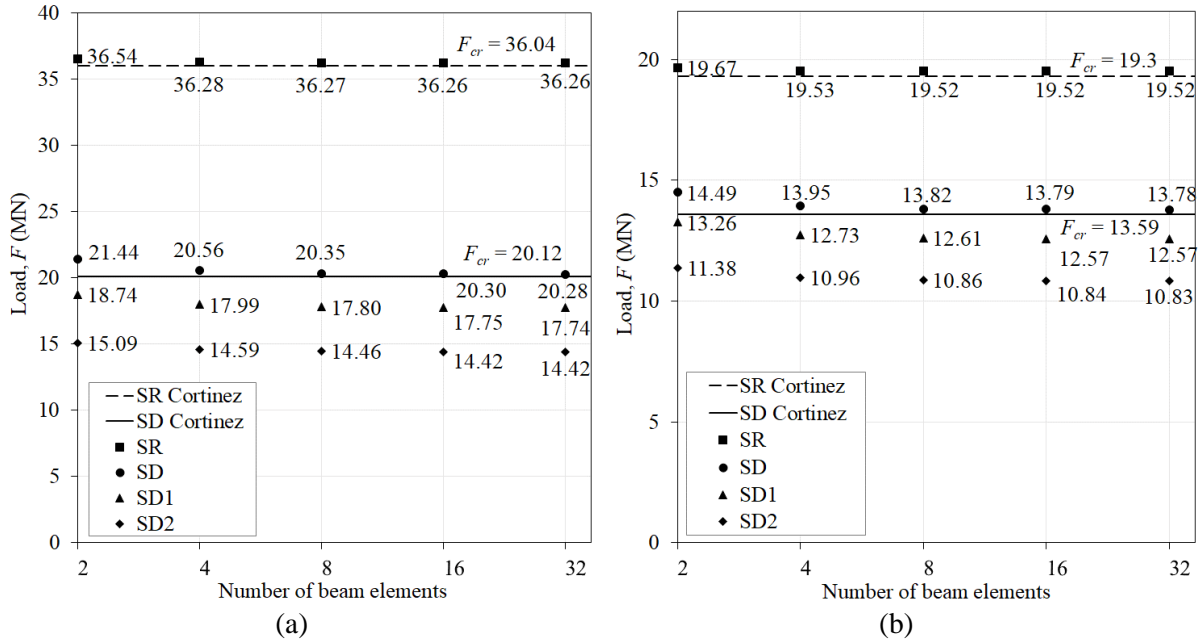 40
35
30
25
20
15
10
5
0
Load, F (MN)
36.54
36.28
36.27
36.26
36.26
F_cr = 36.04
21.44
20.56
20.35
20.30
20.28
F_cr = 20.12
18.74
17.99
17.80
17.75
17.74
15.09
14.59
14.46
14.42
14.42
SR Cortinez
SD Cortinez
SR
SD
SD1
SD2
2 4 8 16 32
Number of beam elements
(a)
20
15
10
5
0
Load, F (MN)
19.67
19.53
19.52
19.52
19.52
F_cr = 19.3
14.49
13.95
13.82
13.79
13.78
F_cr = 13.59
13.26
12.73
12.61
12.57
12.57
11.38
10.96
10.86
10.84
10.83
SR Cortinez
SD Cortinez
SR
SD
SD1
SD2
2 4 8 16 32
Number of beam elements
(b)